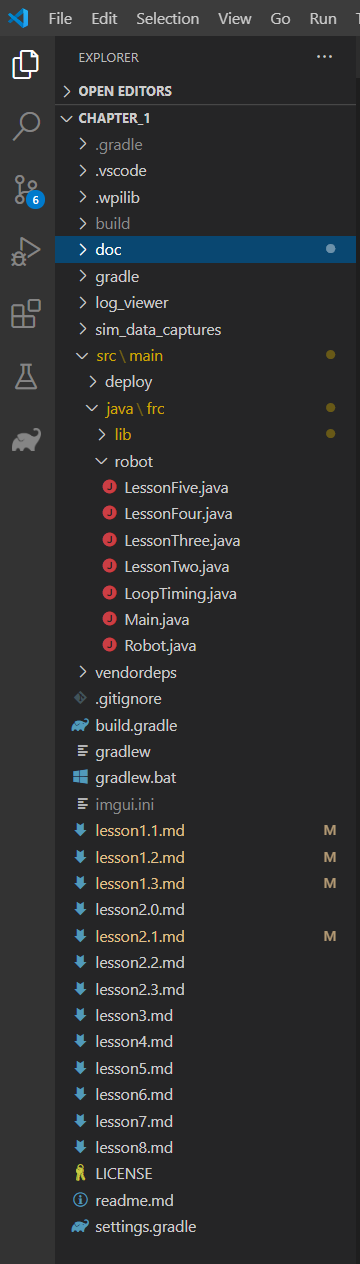 File Edit Selection View Go Run
EXPLORER ...
OPEN EDITORS
CHAPTER_1
.gradle
.vscode
.wpilib
build
doc
gradle
log_viewer
sim_data_captures
src\main
deploy
java\frc
lib
robot
J LessonFive.java
J LessonFour.java
J LessonThree.java
J LessonTwo.java
J LoopTiming.java
J Main.java
J Robot.java
6
vendordeps
.gitignore
build.gradle
gradlew
gradlew.bat
imgui.ini
lesson1.1.md M
lesson1.2.md M
lesson1.3.md M
lesson2.0.md
lesson2.1.md M
lesson2.2.md
lesson2.3.md
lesson3.md
lesson4.md
lesson5.md
lesson6.md
lesson7.md
lesson8.md
LICENSE
readme.md
settings.gradle